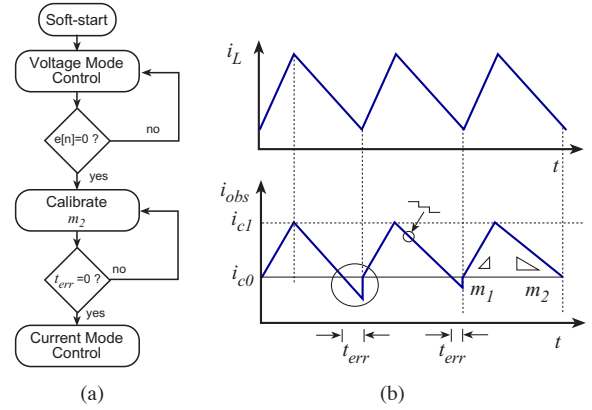 Soft-start
Voltage Mode
Control
e[n]=0 ?
no
yes
Calibrate
m2
terr =0 ?
no
yes
Current Mode
Control
(a)
iL
t
iobs
ic1
ic0
m1
m2
terr
terr
t
(b)